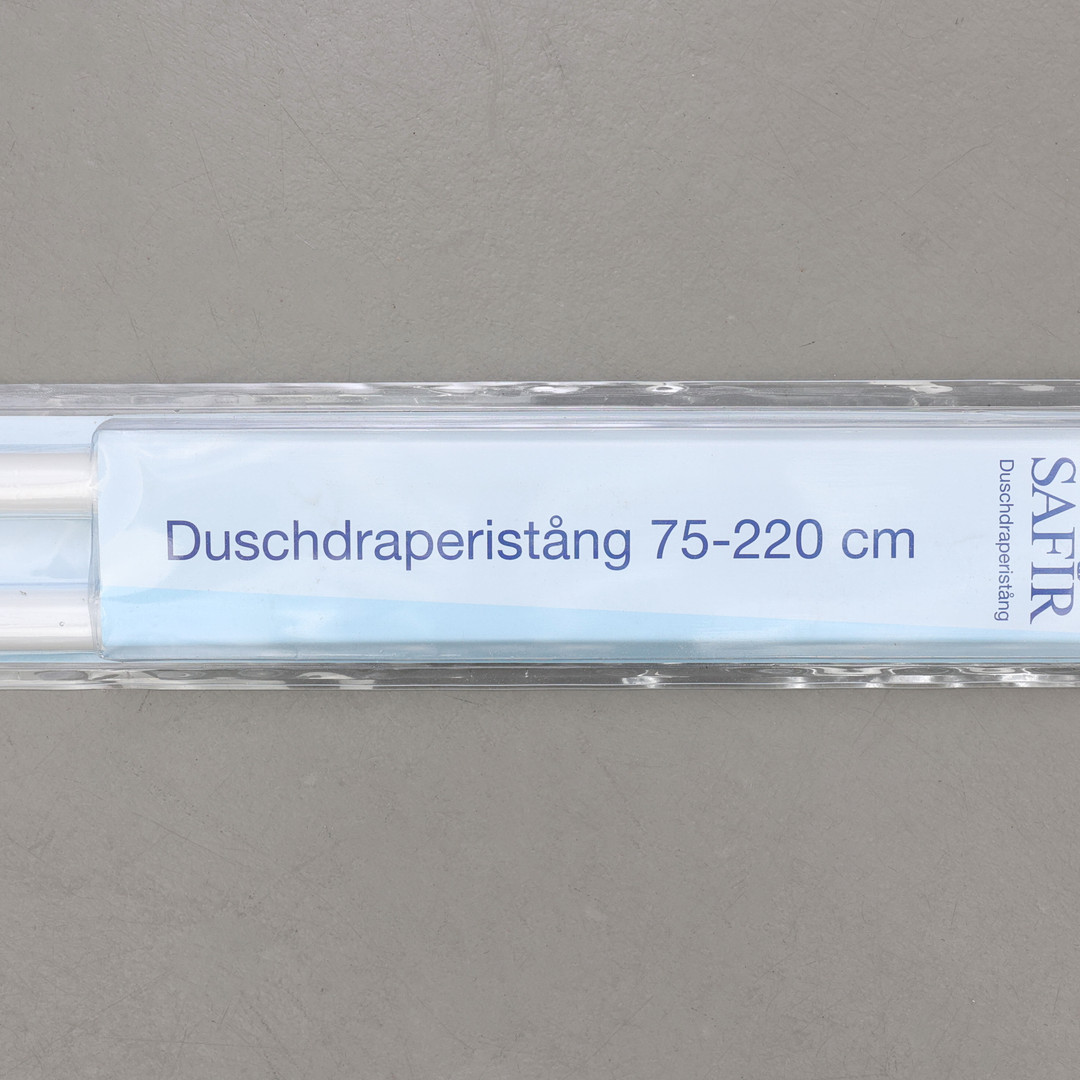 Duschdraperistång 75-220 cm
SAFIR
Duschdraperistång